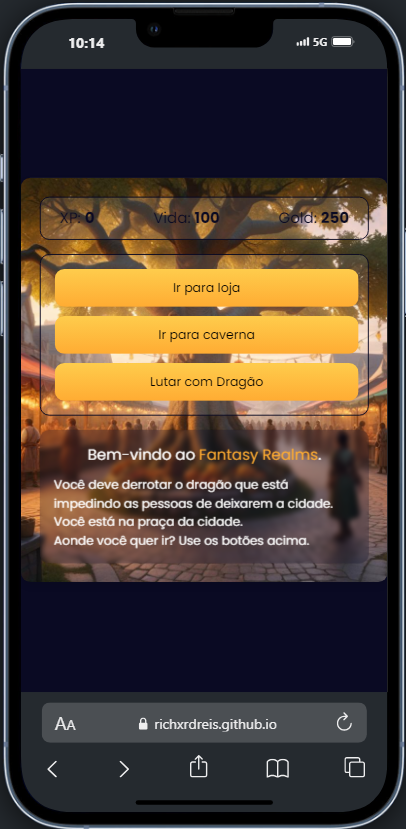 10:14
5G
XP: 0 Vida: 100 Gold: 250
Ir para loja
Ir para caverna
Lutar com Dragão
Bem-vindo ao Fantasy Realms.
Você deve derrotar o dragão que está
impedindo as pessoas de deixarem a cidade.
Você está na praça da cidade.
Aonde você quer ir? Use os botões acima.
AA richxrdreis.github.io